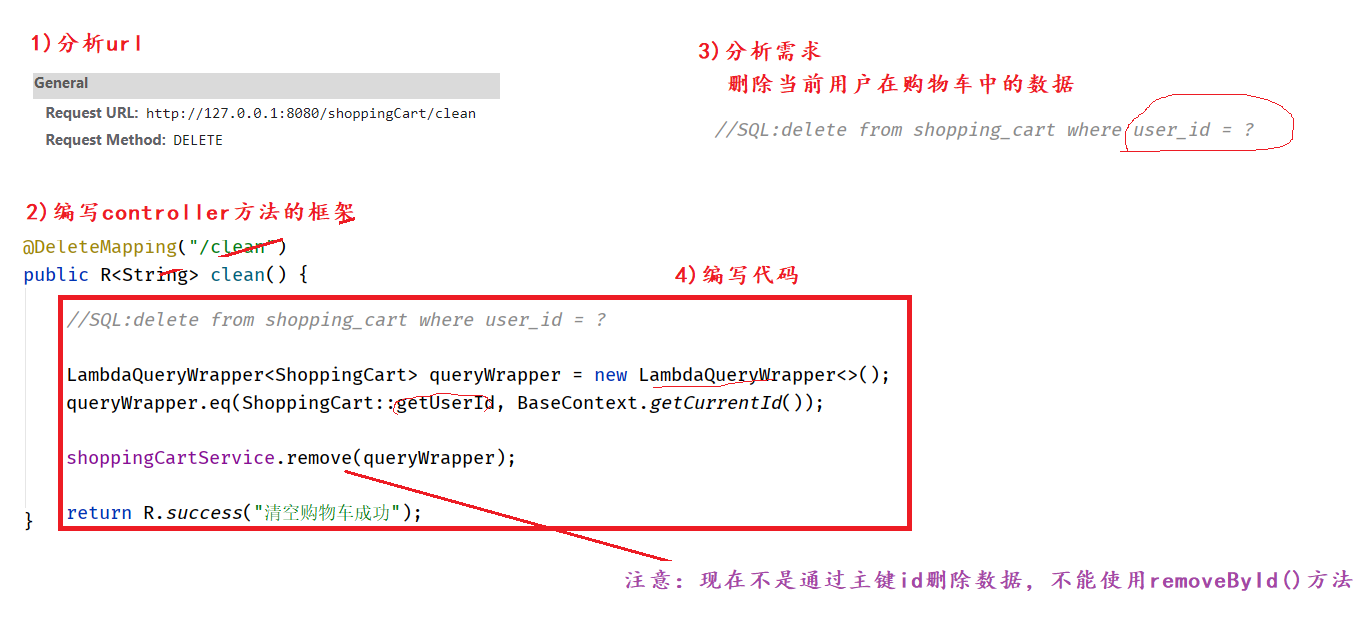 1)分析url
General
Request URL: http://127.0.0.1:8080/shoppingCart/clean
Request Method: DELETE
3)分析需求
删除当前用户在购物车中的数据
//SQL:delete from shopping_cart where user_id = ?
2)编写controller方法的框架
@DeleteMapping("/clean")
public R<String> clean() {
4)编写代码
//SQL:delete from shopping_cart where user_id = ?
LambdaQueryWrapper<ShoppingCart> queryWrapper = new LambdaQueryWrapper<>();
queryWrapper.eq(ShoppingCart::getUserId, BaseContext.getCurrentId());
shoppingCartService.remove(queryWrapper);
return R.success("清空购物车成功");
}
注意：现在不是通过主键id删除数据，不能使用removeById()方法